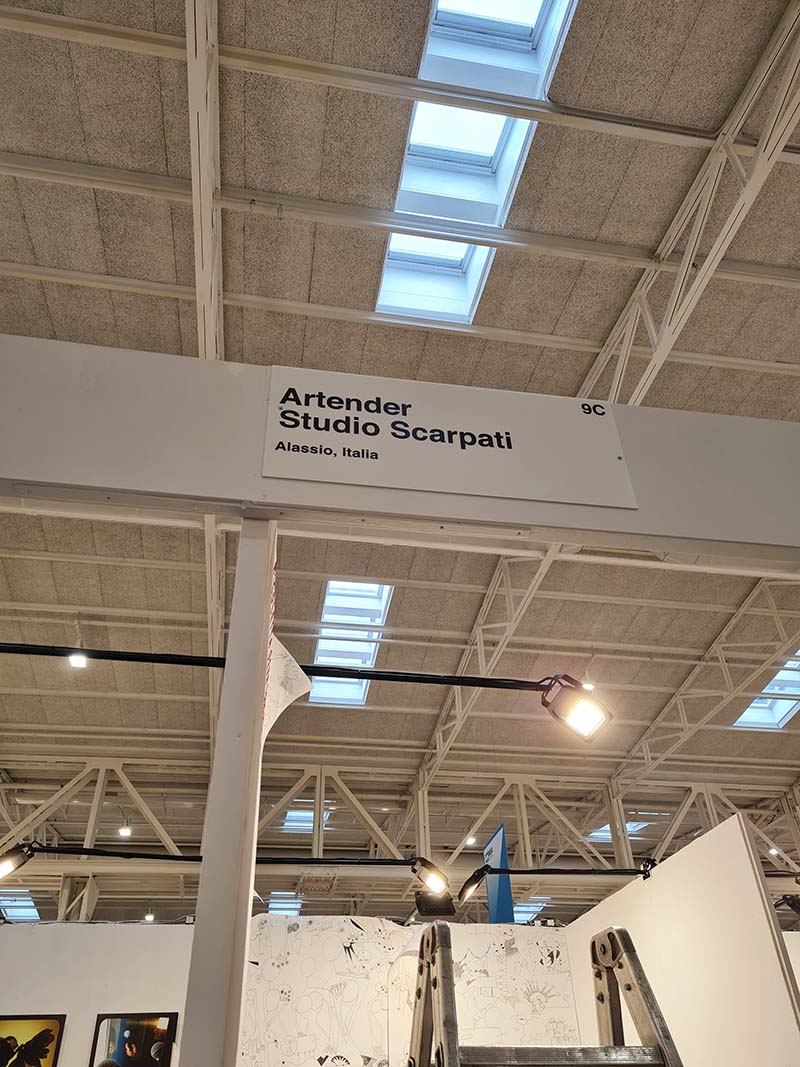 Artender
Studio Scarpati
Alassio, Italia
9C